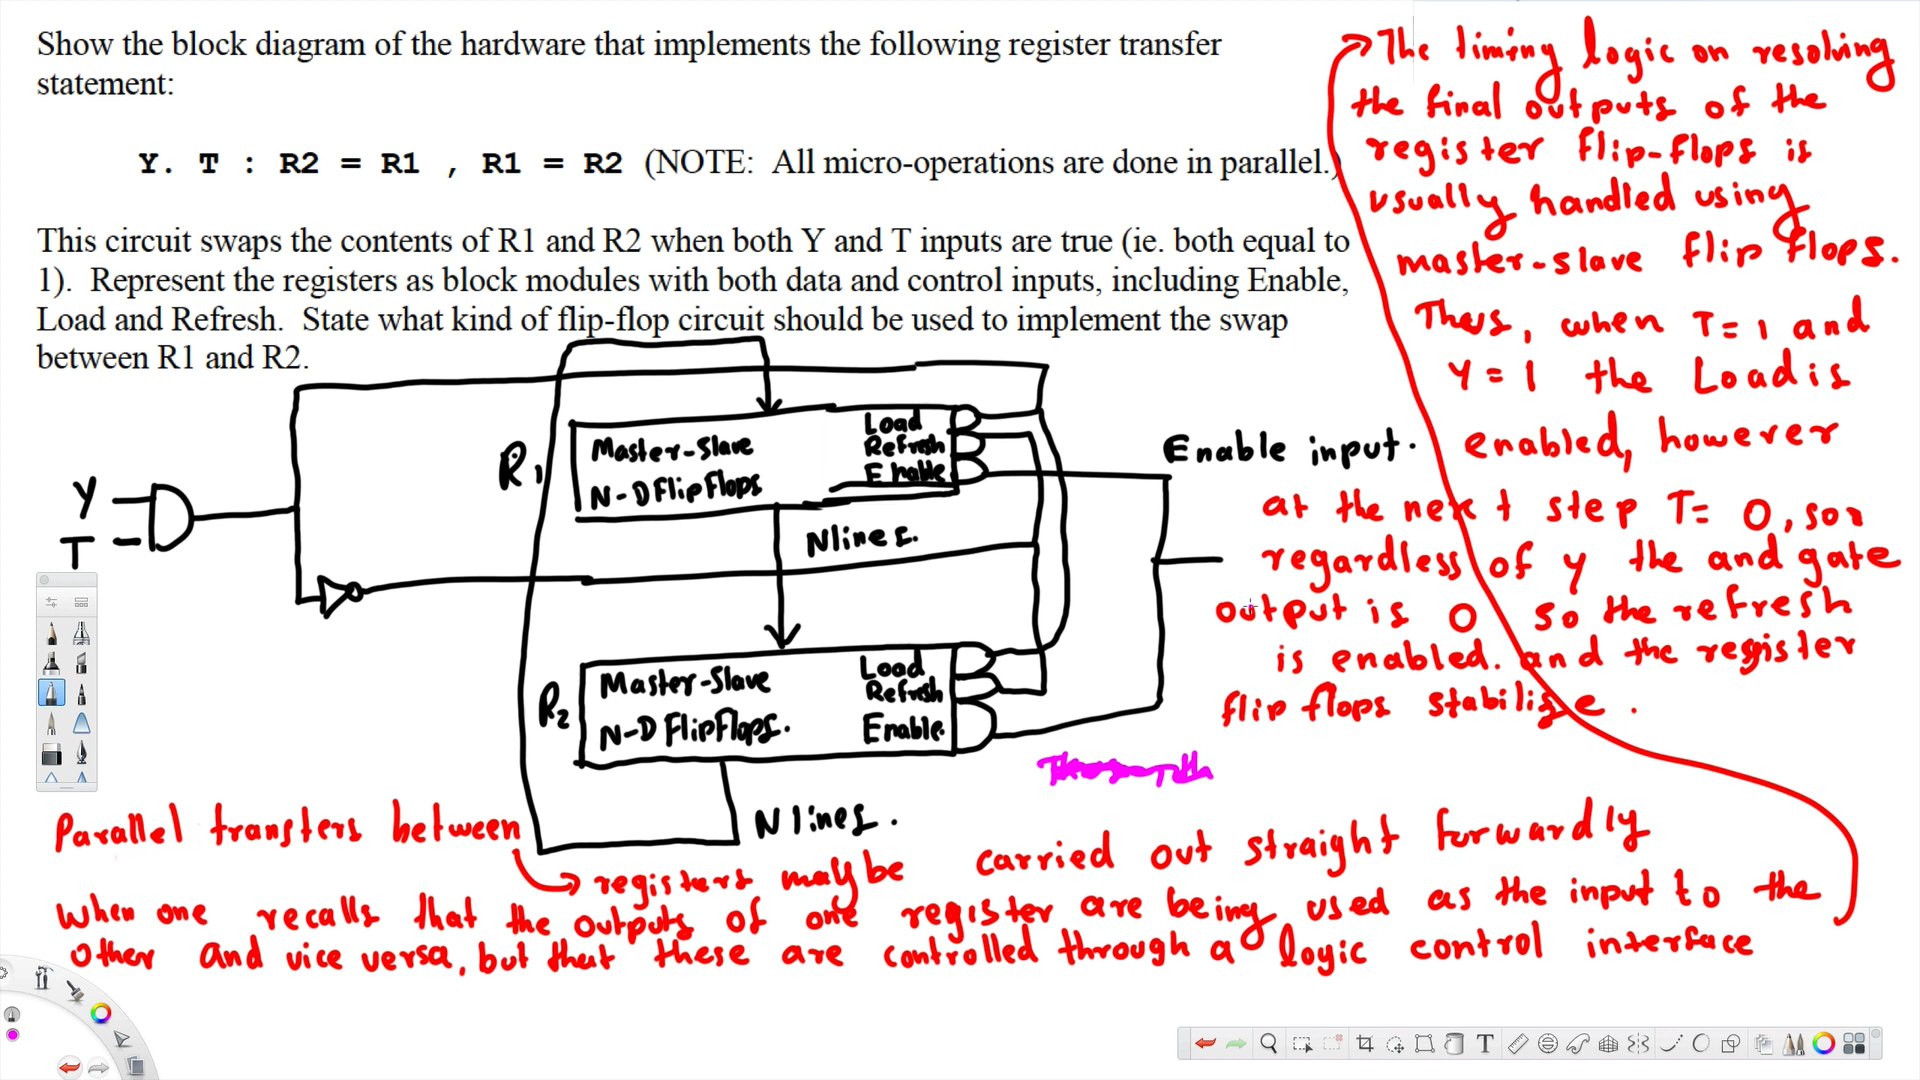 Show the block diagram of the hardware that implements the following register transfer
statement:
Y. T : R2 = R1 , R1 = R2 (NOTE: All micro-operations are done in parallel.)
This circuit swaps the contents of R1 and R2 when both Y and T inputs are true (ie. both equal to
1). Represent the registers as block modules with both data and control inputs, including Enable,
Load and Refresh. State what kind of flip-flop circuit should be used to implement the swap
between R1 and R2.
Y
T
R1
Master-Slave
N-D FlipFlops
Load
Refresh
Enable
N lines.
R2
Master-Slave
N-D FlipFlops.
Load
Refresh
Enable.
N lines.
Enable input.
The timing logic on resolving
the final outputs of the
register flip-flops is
usually handled using
master-slave flip flops.
Thus, when T=1 and
Y=1 the Load is
enabled, however
at the next step T= 0, so
regardless of y the and gate
output is 0 so the refresh
is enabled. and the register
flip flops stabilize.
Parallel transfers between
registers may be carried out straight forwardly
when one recalls that the outputs of one register are being used as the input to the
other and vice versa, but that these are controlled through a logic control interface
T